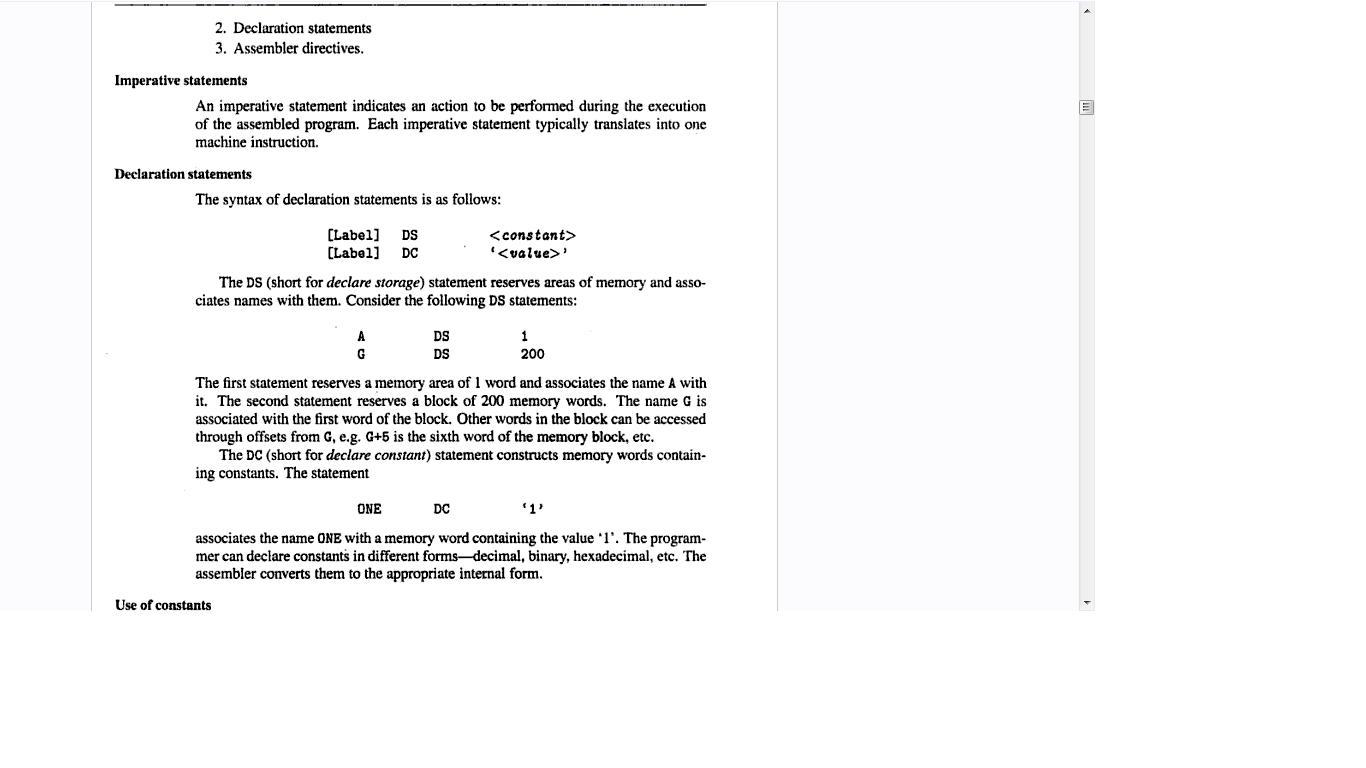 2. Declaration statements
3. Assembler directives.
Imperative statements
An imperative statement indicates an action to be performed during the execution
of the assembled program. Each imperative statement typically translates into one
machine instruction.
Declaration statements
The syntax of declaration statements is as follows:
[Label] DS <constant>
[Label] DC ‘<value>’
The DS (short for declare storage) statement reserves areas of memory and asso-
ciates names with them. Consider the following DS statements:
A DS 1
G DS 200
The first statement reserves a memory area of 1 word and associates the name A with
it. The second statement reserves a block of 200 memory words. The name G is
associated with the first word of the block. Other words in the block can be accessed
through offsets from G, e.g. G+5 is the sixth word of the memory block, etc.
The DC (short for declare constant) statement constructs memory words contain-
ing constants. The statement
ONE DC ‘1’
associates the name ONE with a memory word containing the value ‘1’. The program-
mer can declare constants in different forms—decimal, binary, hexadecimal, etc. The
assembler converts them to the appropriate internal form.
Use of constants